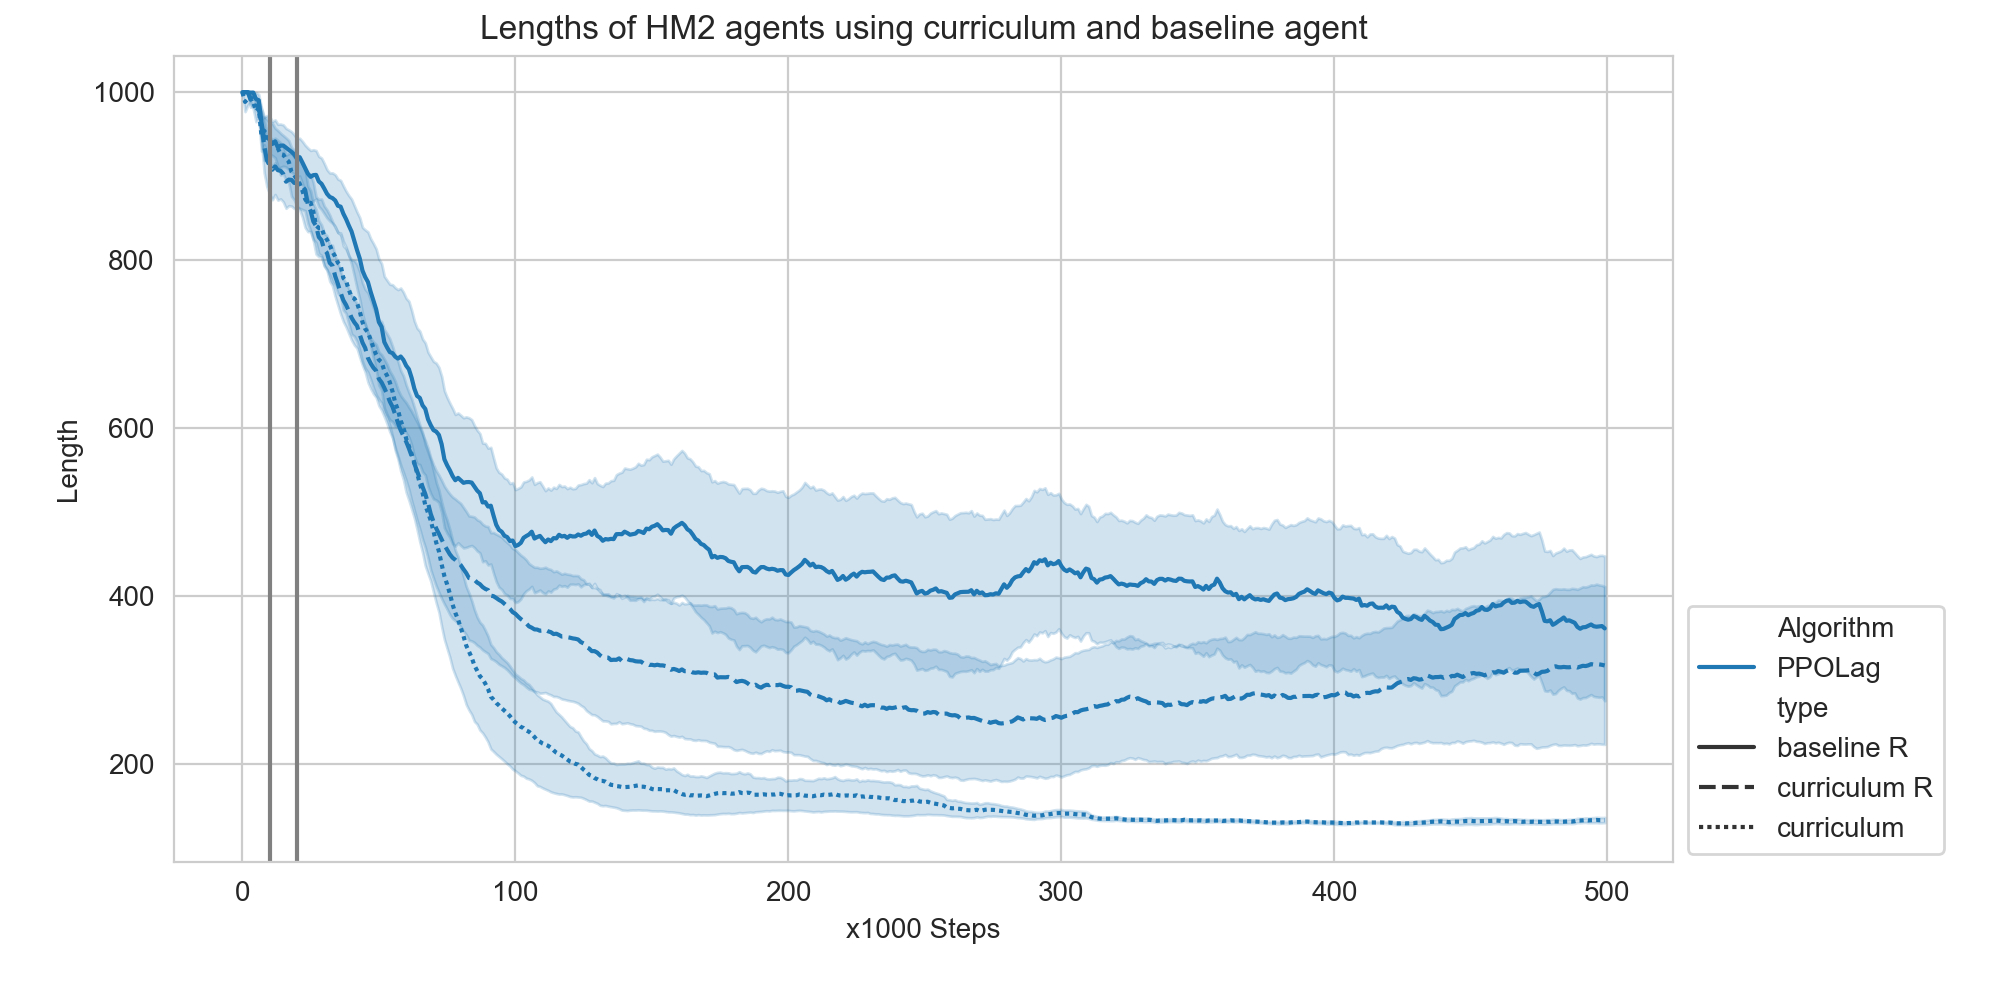 Lengths of HM2 agents using curriculum and baseline agent
1000
800
600
400
200
Length
0 100 200 300 400 500
x1000 Steps
Algorithm
PPOLag
type
baseline R
curriculum R
curriculum